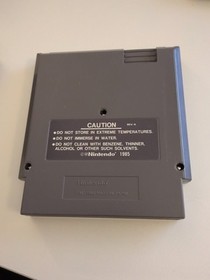 CAUTION
•DO NOT STORE IN EXTREME TEMPERATURES.
•DO NOT IMMERSE IN WATER.
•DO NOT CLEAN WITH BENZENE, THINNER,
ALCOHOL OR OTHER SUCH SOLVENTS.
Nintendo 1985